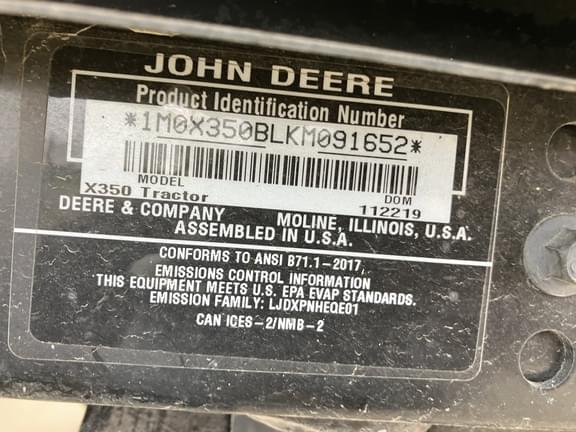 JOHN DEERE
Product Identification Number
*1M0X350BLKM091652*
MODEL DOM
X350 Tractor 112219
DEERE & COMPANY MOLINE, ILLINOIS, U.S.A.
ASSEMBLED IN U.S.A.
CONFORMS TO ANSI B71.1-2017,
EMISSIONS CONTROL INFORMATION
THIS EQUIPMENT MEETS U.S. EPA EVAP STANDARDS.
EMISSION FAMILY: LJDXPNHEQE01
CAN ICES-2/NMB-2